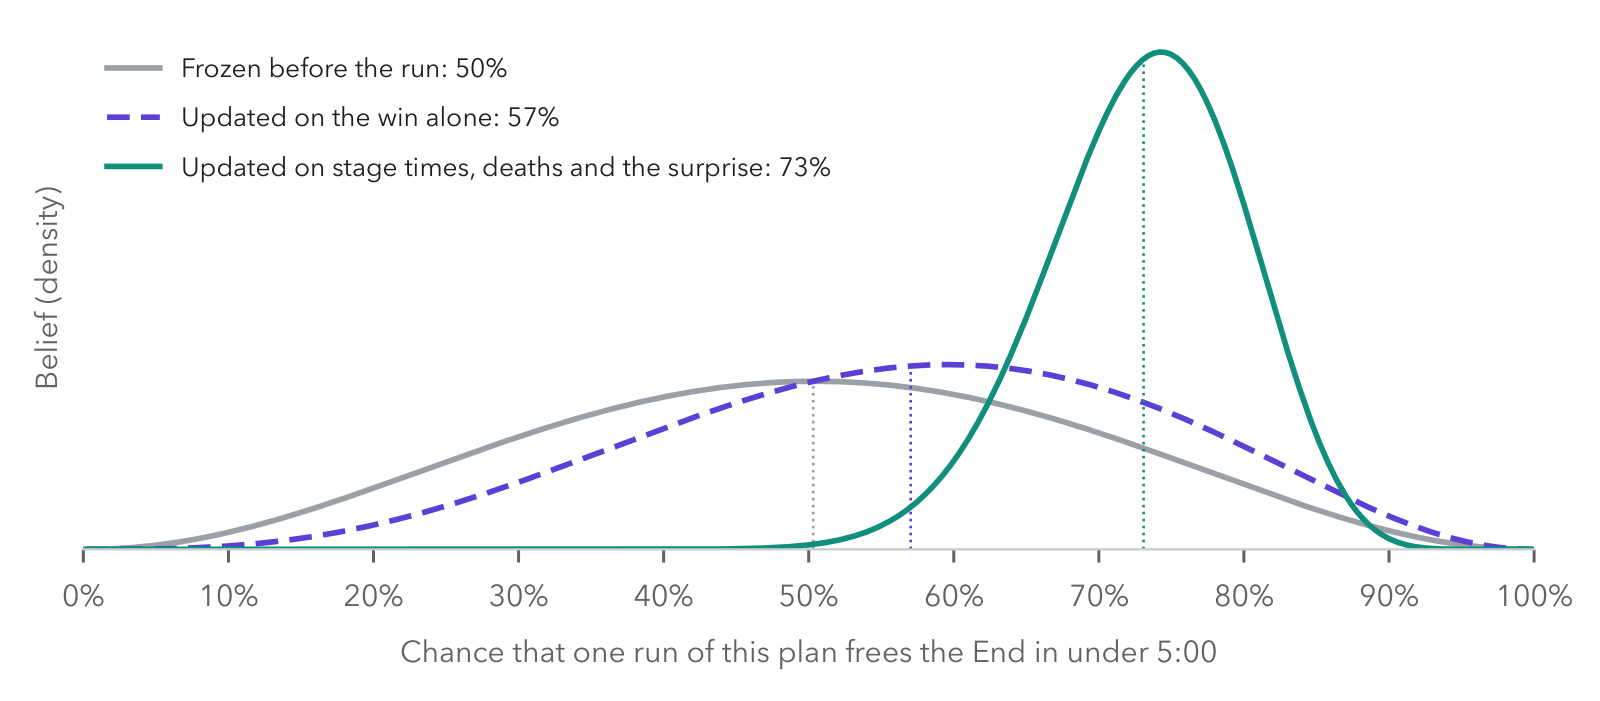 Frozen before the run: 50%
Updated on the win alone: 57%
Updated on stage times, deaths and the surprise: 73%
Belief (density)
0% 10% 20% 30% 40% 50% 60% 70% 80% 90% 100%
Chance that one run of this plan frees the End in under 5:00